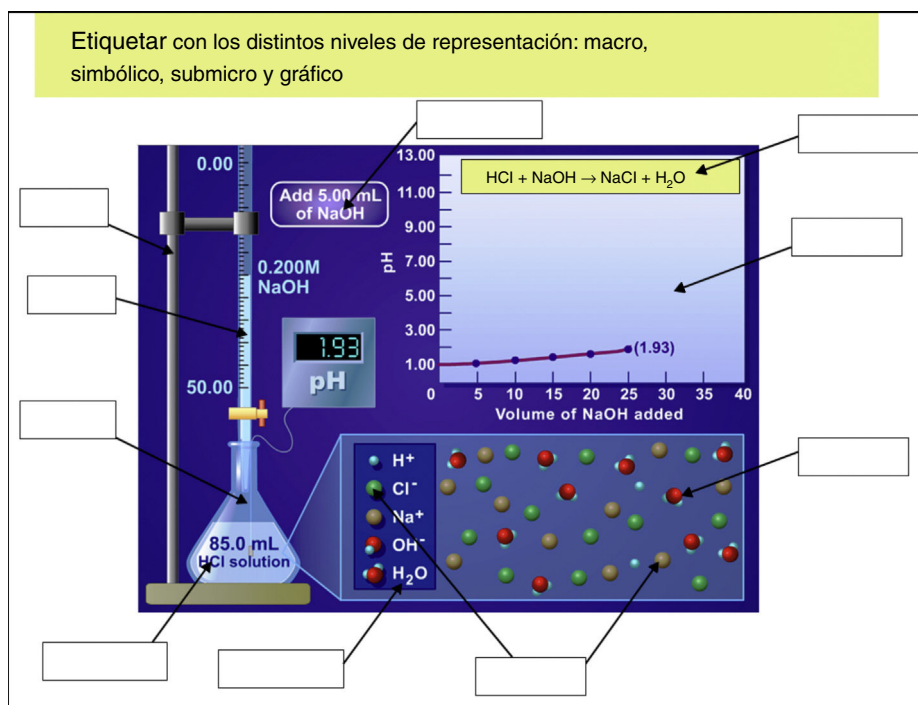 Etiquetar con los distintos niveles de representación: macro,
simbólico, submicro y gráfico
0.00
Add 5.00 mL
of NaOH
0.200M
NaOH
50.00
1.93
pH
85.0 mL
HCl solution
HCl + NaOH → NaCl + H₂O
13.00
11.00
9.00
7.00
5.00
3.00
1.00
pH
(1.93)
0 5 10 15 20 25 30 35 40
Volume of NaOH added
H⁺
Cl⁻
Na⁺
OH⁻
H₂O